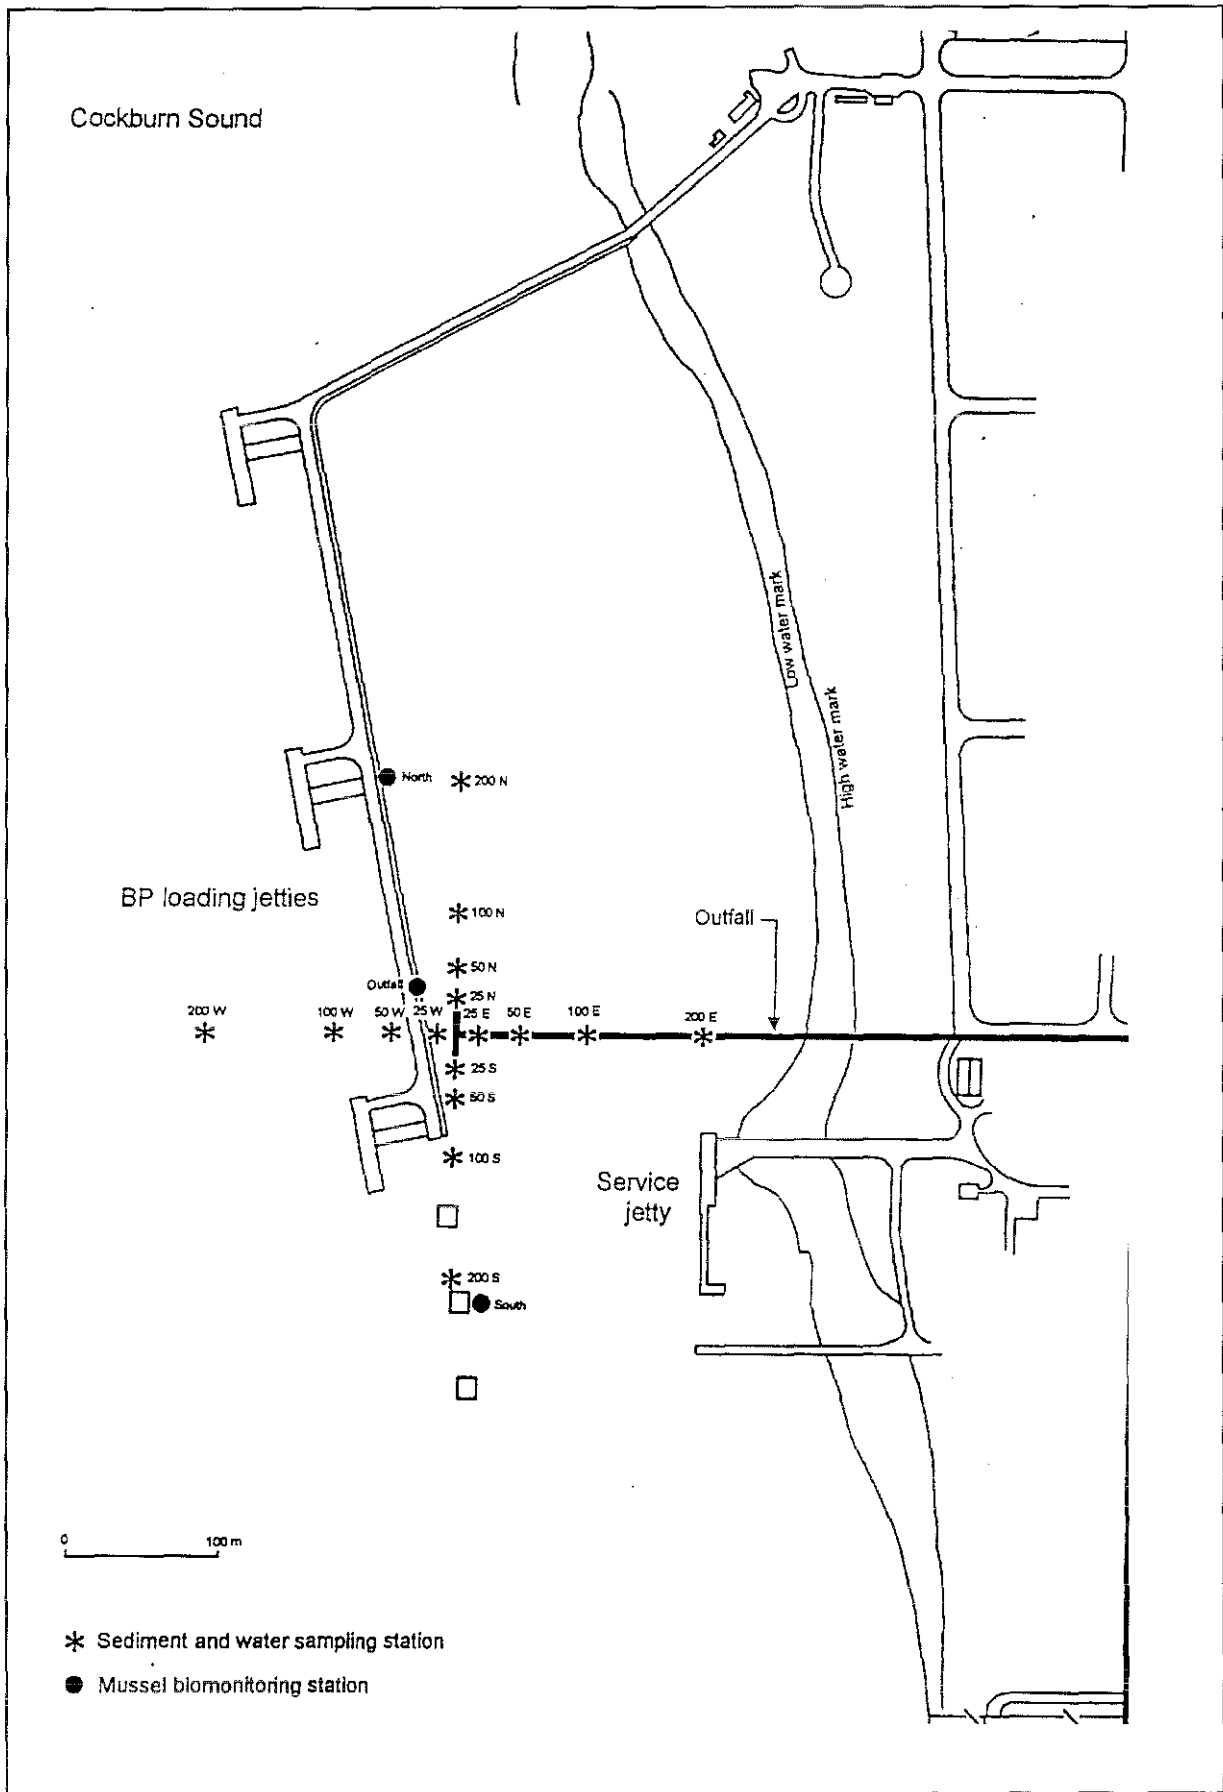 Cockburn Sound
Low water mark
High water mark
North
200 N
BP loading jetties
100 N
Outfall
50 N
Outfall
25 N
200 W
100 W
50 W
25 W
25 E
50 E
100 E
200 E
25 S
50 S
100 S
Service
jetty
200 S
South
0
100 m
Sediment and water sampling station
Mussel biomonitoring station